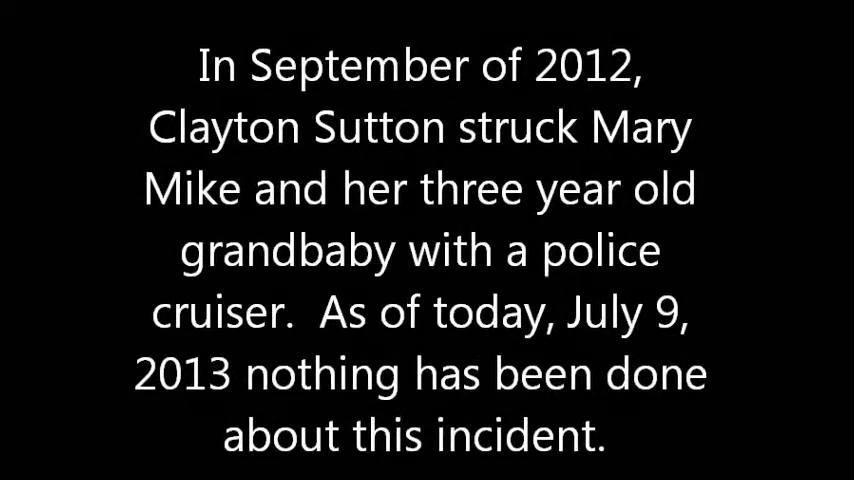 In September of 2012,
Clayton Sutton struck Mary
Mike and her three year old
grandbaby with a police
cruiser.  As of today, July 9,
2013 nothing has been done
about this incident.